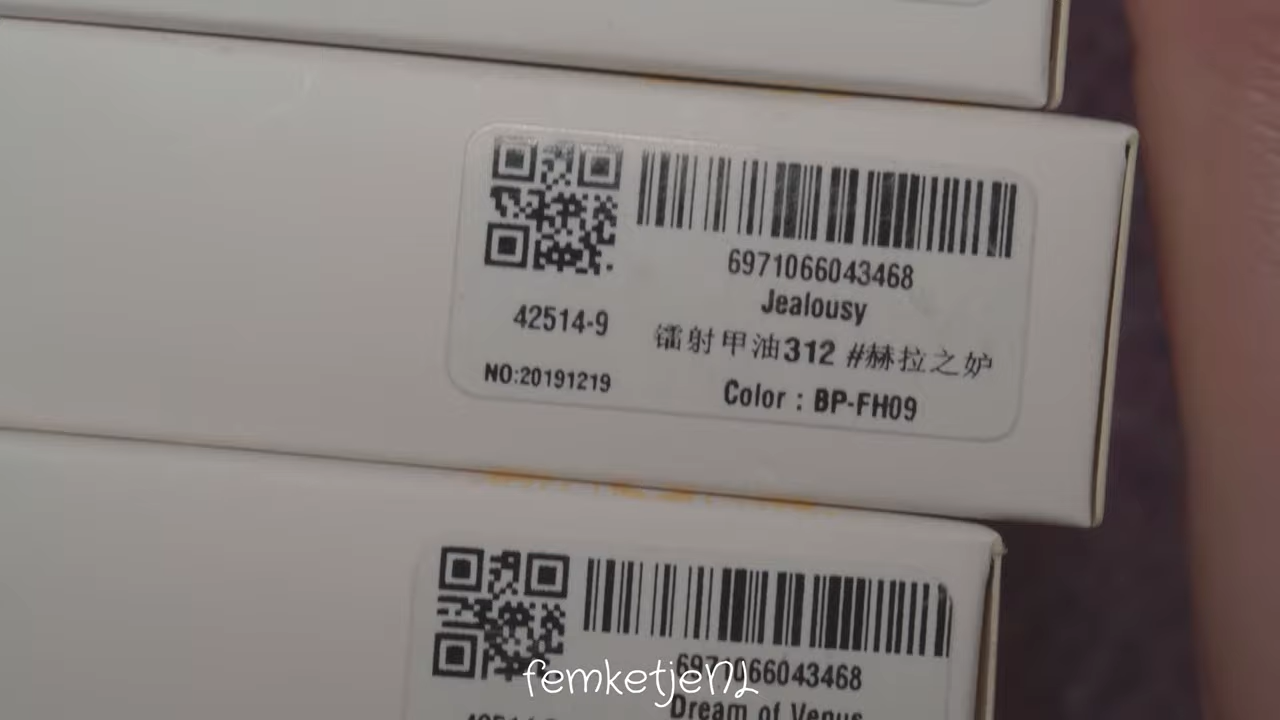 6971066043468
Jealousy
42514-9
镭射甲油312 #赫拉之妒
NO:20191219
Color : BP-FH09
6971066043468
femketjeNL
Dream of Venus